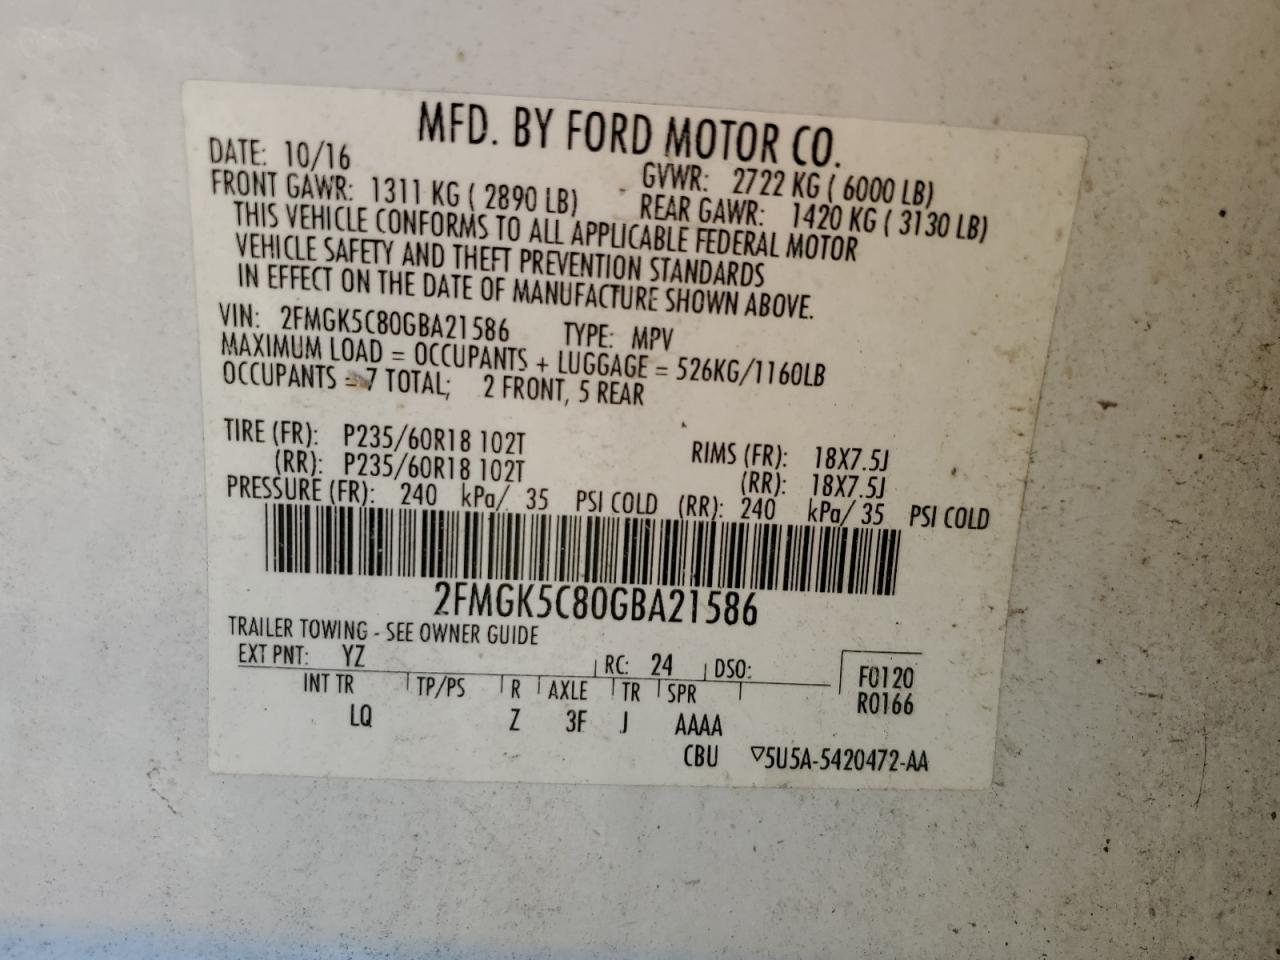 MFD. BY FORD MOTOR CO.
DATE: 10/16 GVWR: 2722 KG ( 6000 LB)
FRONT GAWR: 1311 KG ( 2890 LB) REAR GAWR: 1420 KG ( 3130 LB)
THIS VEHICLE CONFORMS TO ALL APPLICABLE FEDERAL MOTOR
VEHICLE SAFETY AND THEFT PREVENTION STANDARDS
IN EFFECT ON THE DATE OF MANUFACTURE SHOWN ABOVE.
VIN: 2FMGK5C80GBA21586 TYPE: MPV
MAXIMUM LOAD = OCCUPANTS + LUGGAGE = 526KG/1160LB
OCCUPANTS = 7 TOTAL; 2 FRONT, 5 REAR
TIRE (FR): P235/60R18 102T RIMS (FR): 18X7.5J
(RR): P235/60R18 102T (RR): 18X7.5J
PRESSURE (FR): 240 kPa/ 35 PSI COLD (RR): 240 kPa/ 35 PSI COLD
2FMGK5C80GBA21586
TRAILER TOWING - SEE OWNER GUIDE
EXT PNT: YZ RC: 24 DSO: F0120
INT TR TP/PS R AXLE TR SPR R0166
LQ Z 3F J AAAA
CBU ▽5U5A-5420472-AA